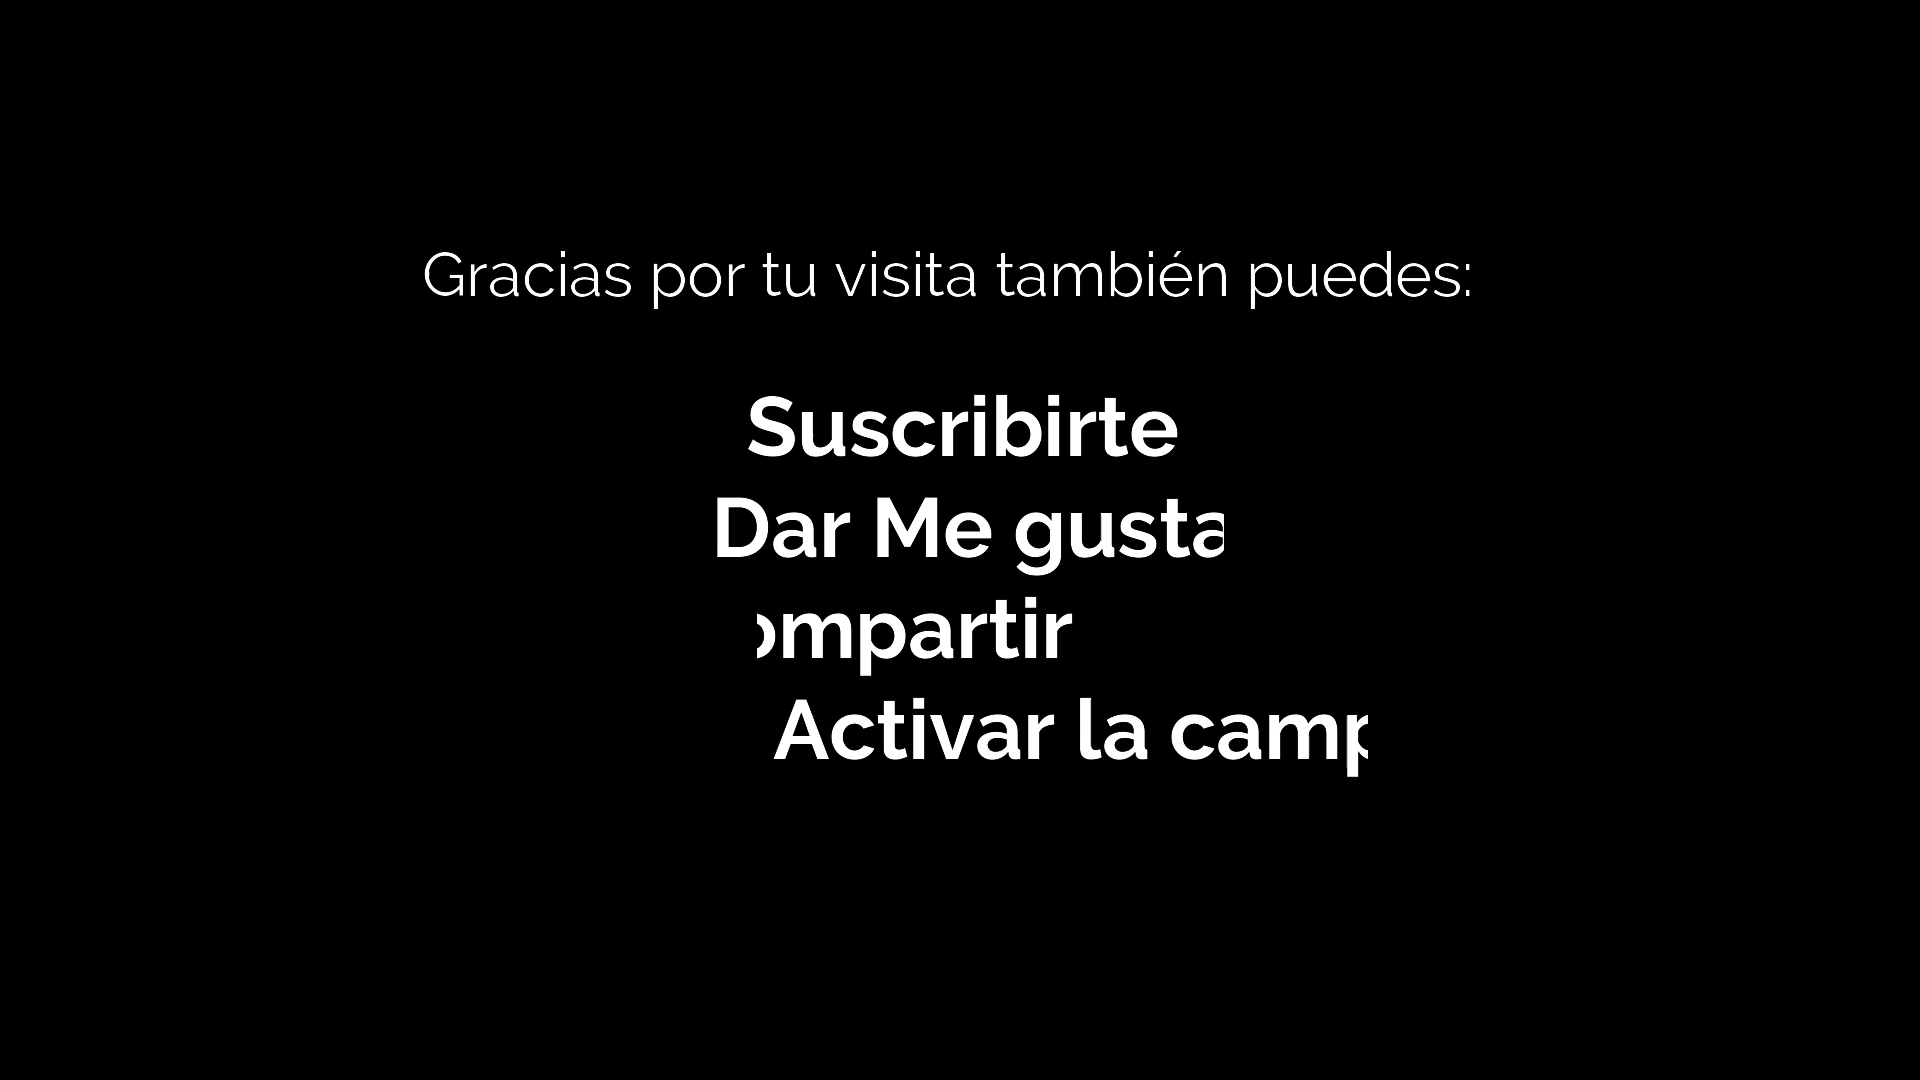 Gracias por tu visita también puedes:
Suscribirte
Dar Me gusta
ompartir
Activar la camp